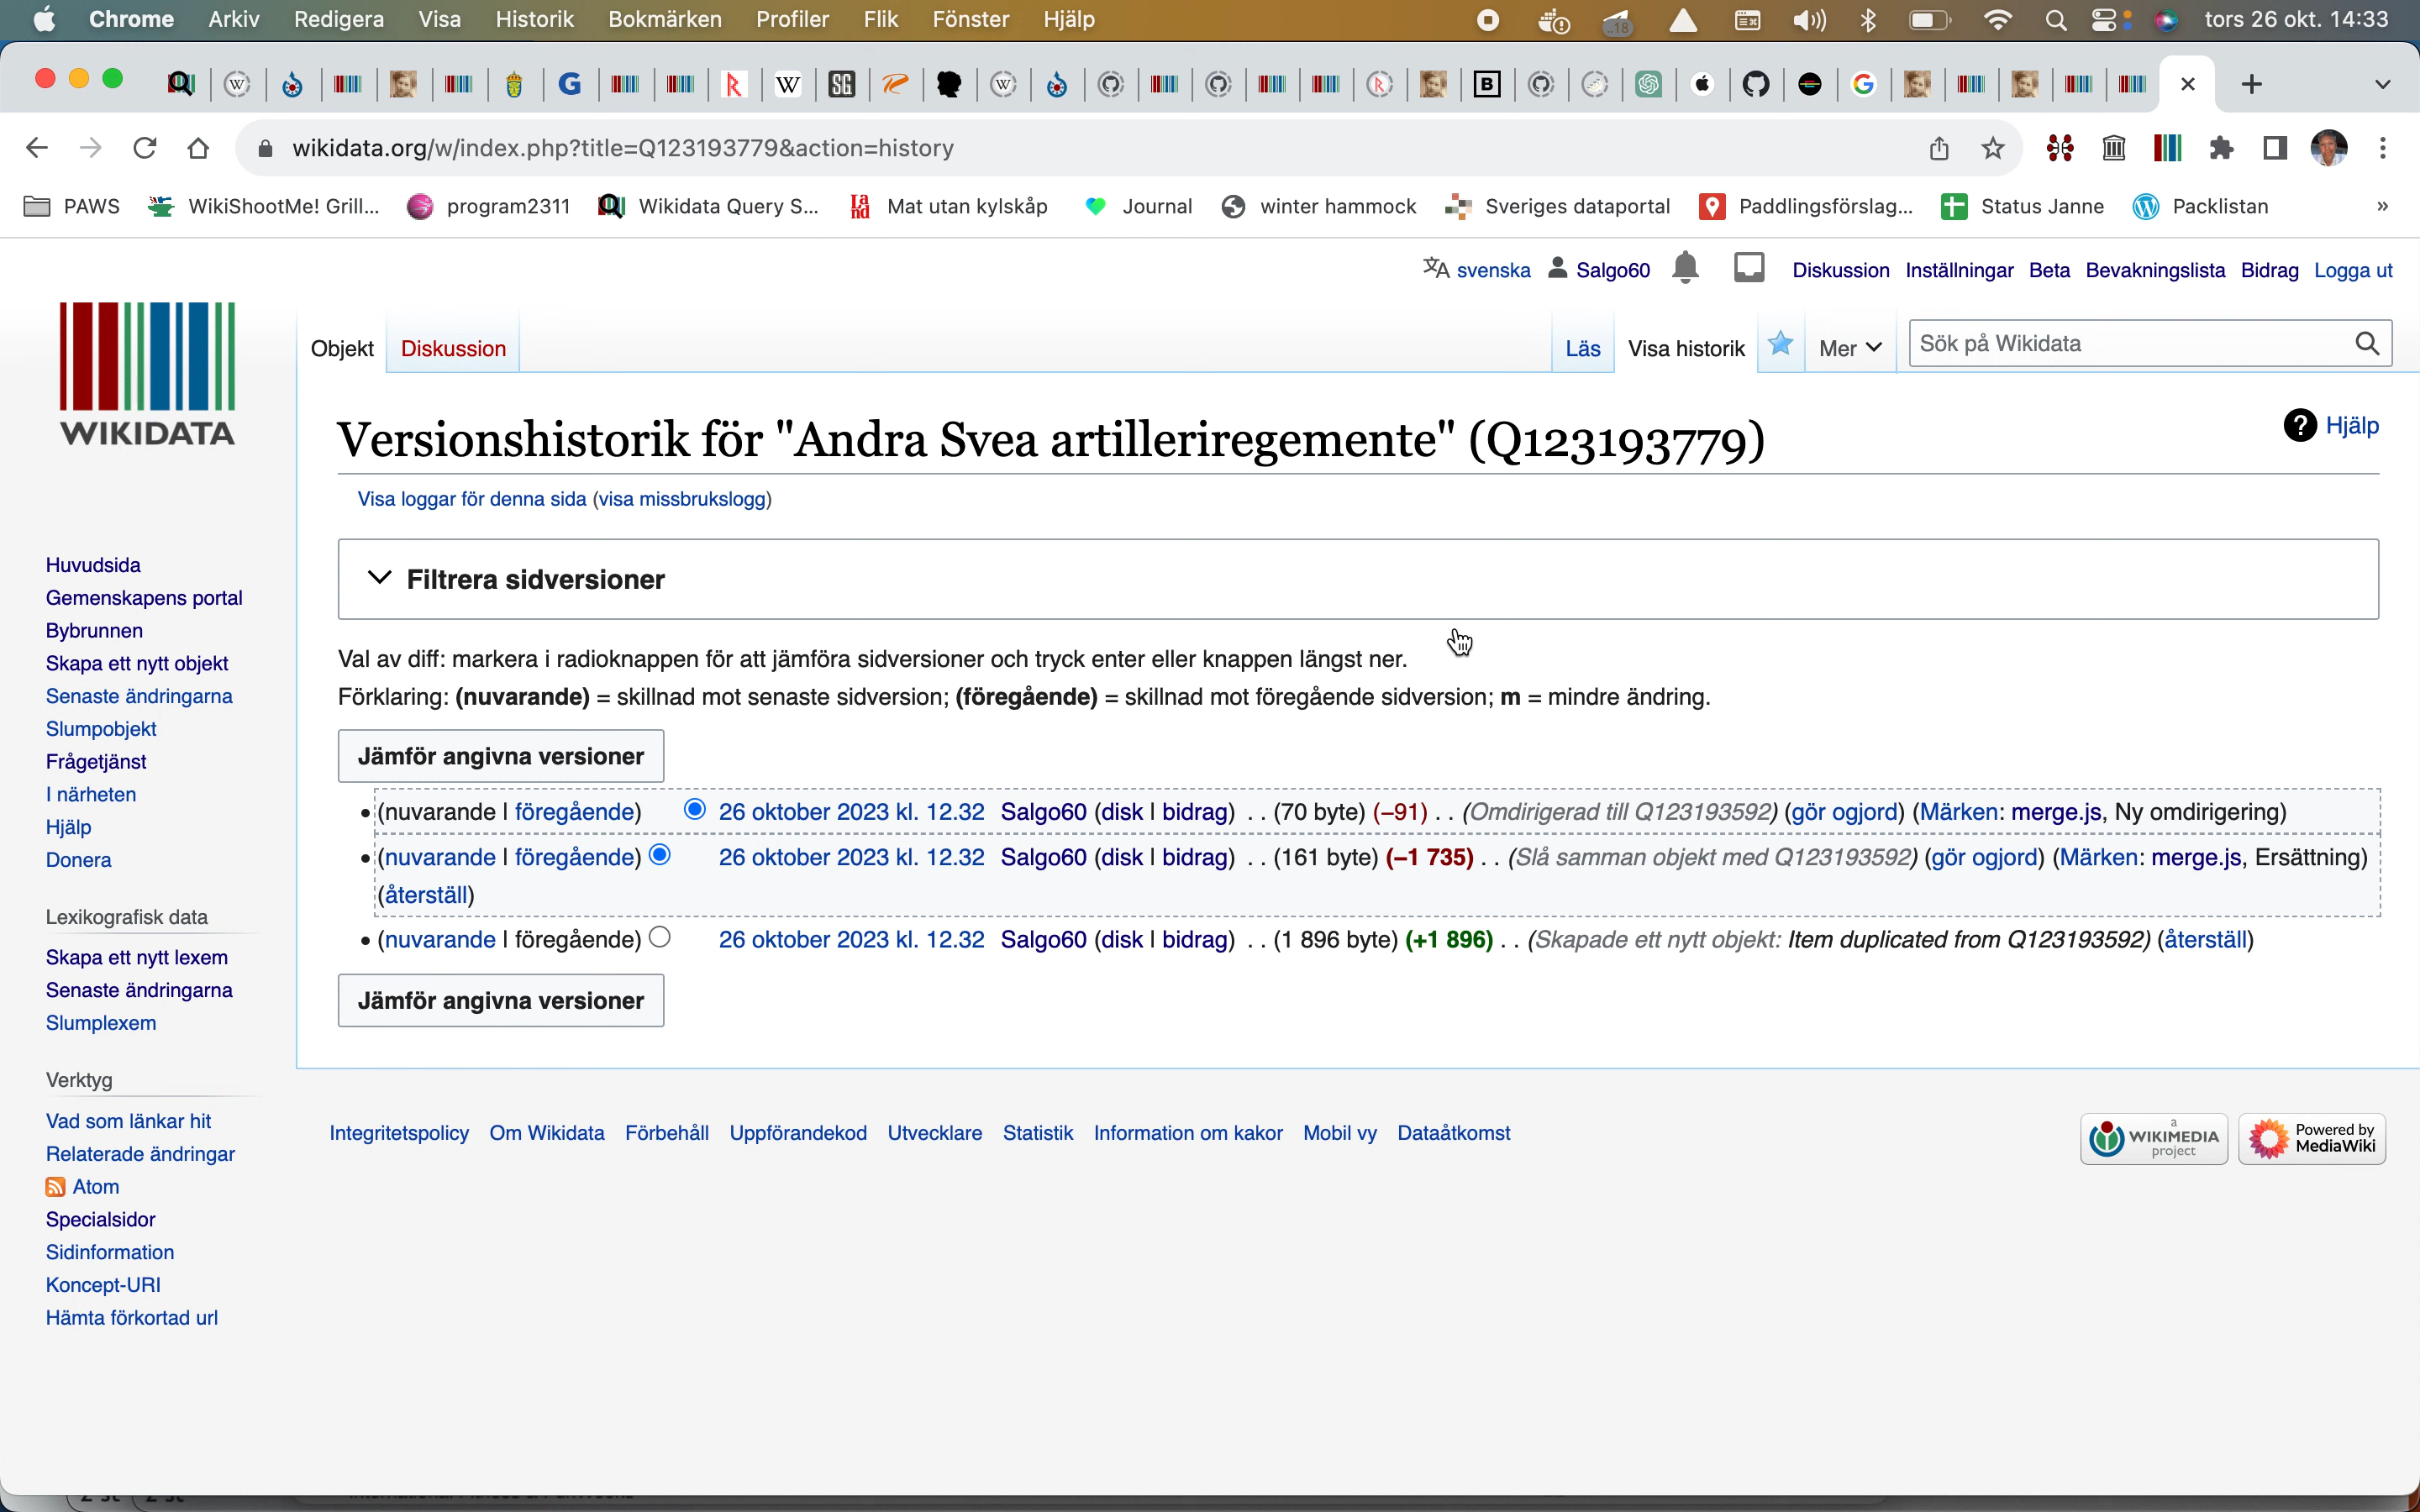 Chrome Arkiv Redigera Visa Historik Bokmärken Profiler Flik Fönster Hjälp tors 26 okt. 14:33
wikidata.org/w/index.php?title=Q123193779&action=history
PAWS WikiShootMe! Grill... program2311 Wikidata Query S... Land Mat utan kylskåp Journal winter hammock Sveriges dataportal Paddlingsförslag... Status Janne Packlistan »
svenska Salgo60 Diskussion Inställningar Beta Bevakningslista Bidrag Logga ut
WIKIDATA
Objekt Diskussion Läs Visa historik Mer Sök på Wikidata
Versionshistorik för "Andra Svea artilleriregemente" (Q123193779)
Hjälp
Visa loggar för denna sida (visa missbrukslogg)
Filtrera sidversioner
Val av diff: markera i radioknappen för att jämföra sidversioner och tryck enter eller knappen längst ner.
Förklaring: (nuvarande) = skillnad mot senaste sidversion; (föregående) = skillnad mot föregående sidversion; m = mindre ändring.
Jämför angivna versioner
• (nuvarande | föregående) 26 oktober 2023 kl. 12.32 Salgo60 (disk | bidrag) . . (70 byte) (−91) . . (Omdirigerad till Q123193592) (gör ogjord) (Märken: merge.js, Ny omdirigering)
• (nuvarande | föregående) 26 oktober 2023 kl. 12.32 Salgo60 (disk | bidrag) . . (161 byte) (−1 735) . . (Slå samman objekt med Q123193592) (gör ogjord) (Märken: merge.js, Ersättning)
(återställ)
• (nuvarande | föregående) 26 oktober 2023 kl. 12.32 Salgo60 (disk | bidrag) . . (1 896 byte) (+1 896) . . (Skapade ett nytt objekt: Item duplicated from Q123193592) (återställ)
Jämför angivna versioner
Huvudsida
Gemenskapens portal
Bybrunnen
Skapa ett nytt objekt
Senaste ändringarna
Slumpobjekt
Frågetjänst
I närheten
Hjälp
Donera
Lexikografisk data
Skapa ett nytt lexem
Senaste ändringarna
Slumplexem
Verktyg
Vad som länkar hit
Relaterade ändringar
Atom
Specialsidor
Sidinformation
Koncept-URI
Hämta förkortad url
Integritetspolicy Om Wikidata Förbehåll Uppförandekod Utvecklare Statistik Information om kakor Mobil vy Dataåtkomst
a
WIKIMEDIA
project
Powered by
MediaWiki